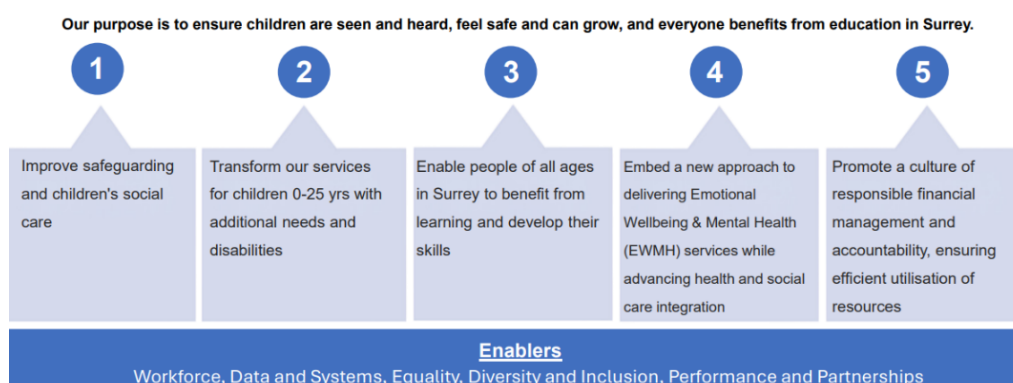 Our purpose is to ensure children are seen and heard, feel safe and can grow, and everyone benefits from education in Surrey.
1
Improve safeguarding
and children's social
care
2
Transform our services
for children 0-25 yrs with
additional needs and
disabilities
3
Enable people of all ages
in Surrey to benefit from
learning and develop their
skills
4
Embed a new approach to
delivering Emotional
Wellbeing & Mental Health
(EWMH) services while
advancing health and social
care integration
5
Promote a culture of
responsible financial
management and
accountability, ensuring
efficient utilisation of
resources
Enablers
Workforce, Data and Systems, Equality, Diversity and Inclusion, Performance and Partnerships